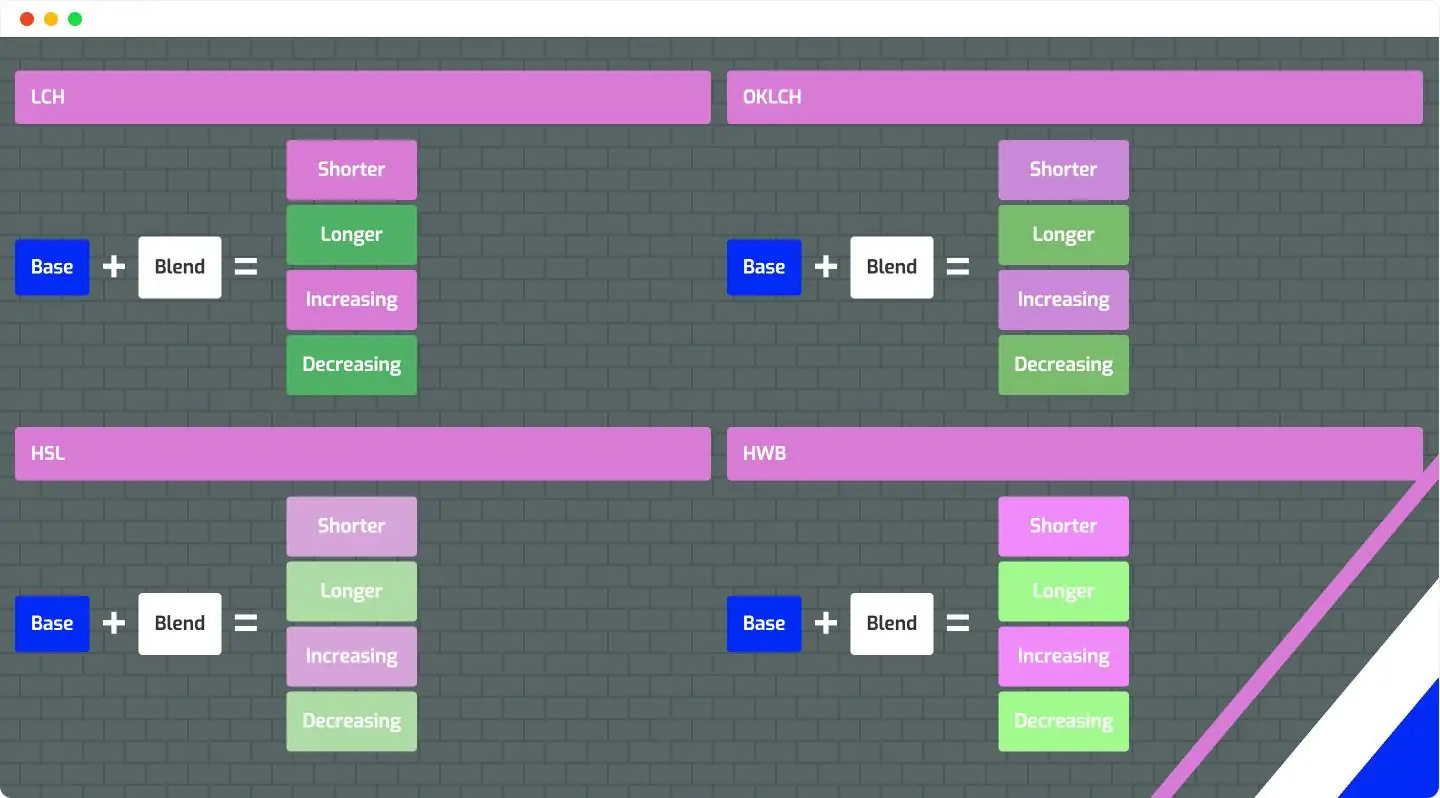 LCH
Base + Blend =
Shorter
Longer
Increasing
Decreasing
OKLCH
Base + Blend =
Shorter
Longer
Increasing
Decreasing
HSL
Base + Blend =
Shorter
Longer
Increasing
Decreasing
HWB
Base + Blend =
Shorter
Longer
Increasing
Decreasing